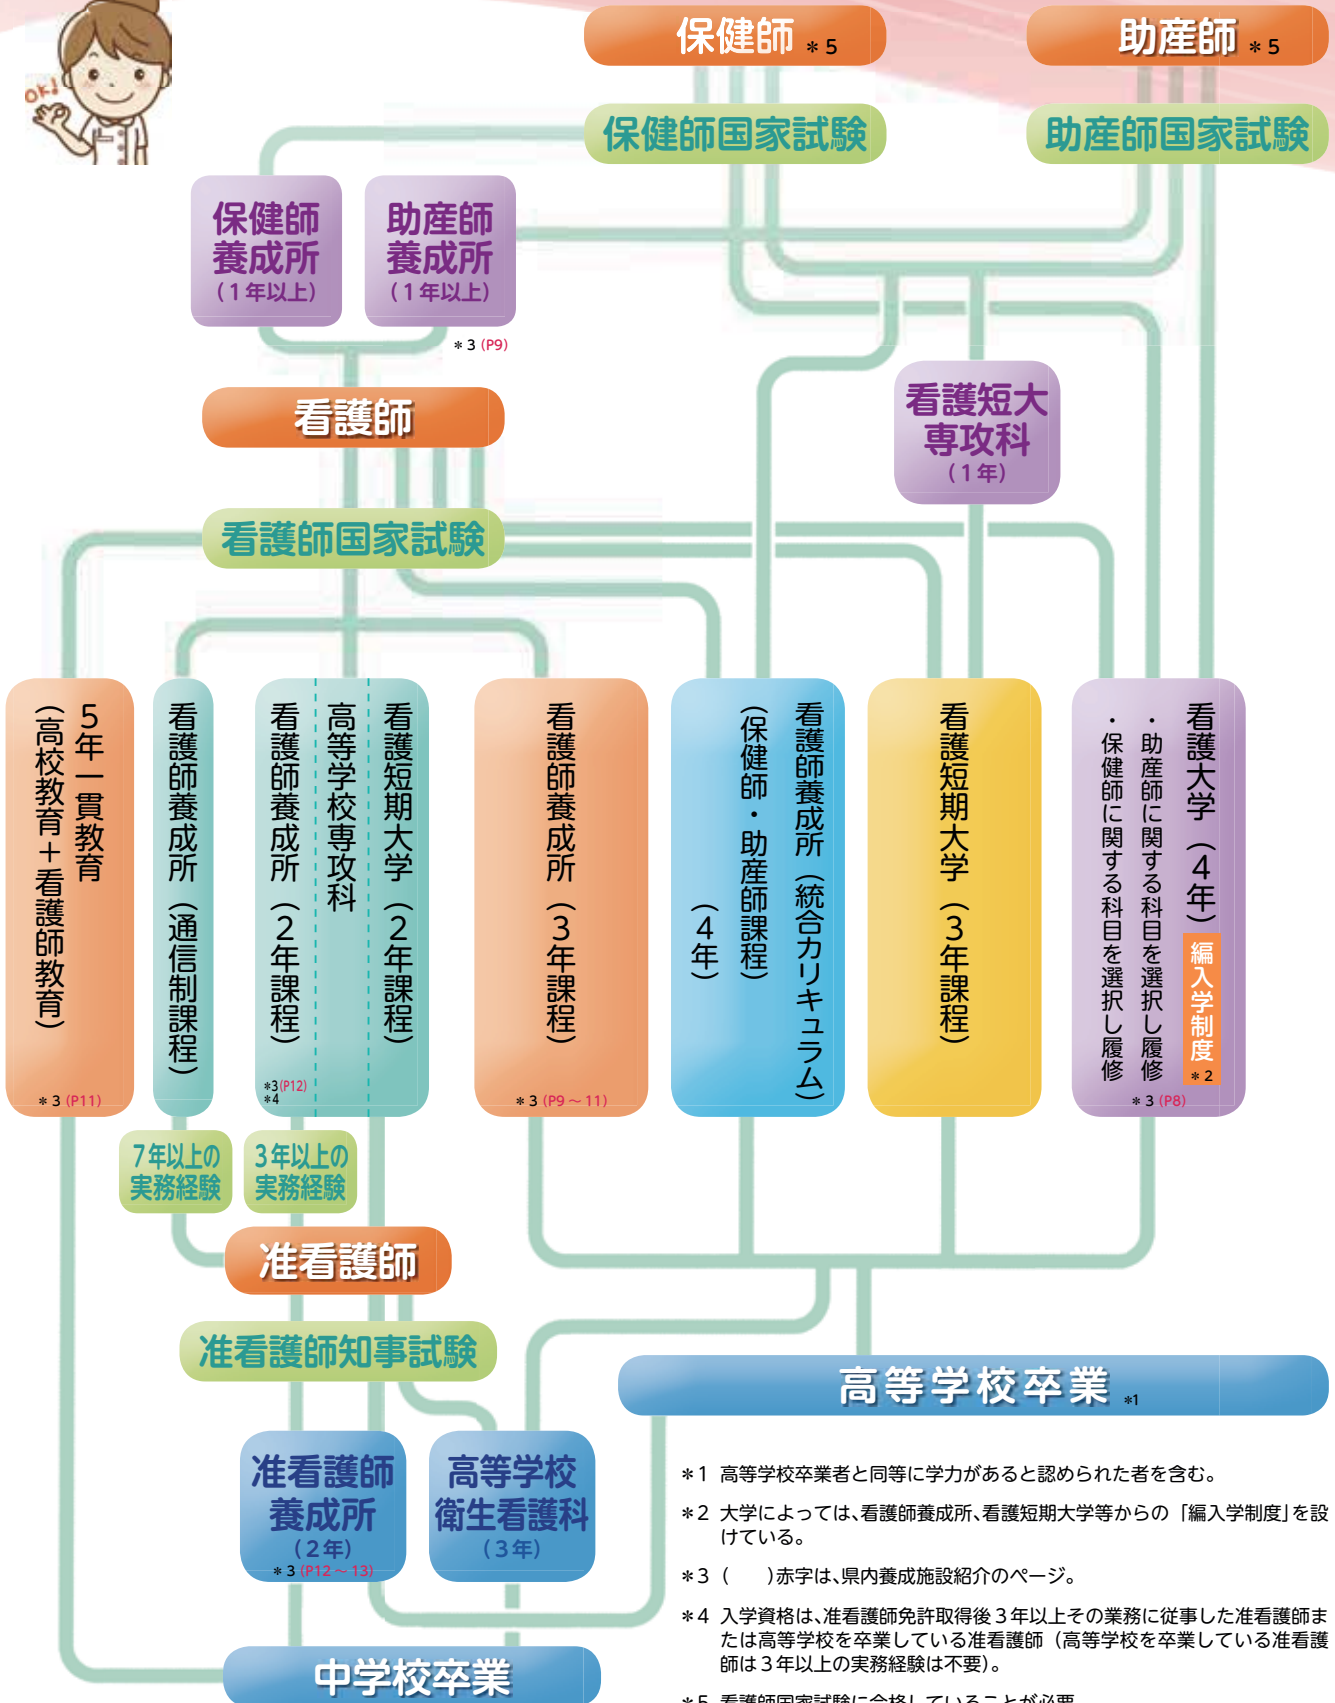 OK!
保健師 *5
助産師 *5
保健師国家試験
助産師国家試験
保健師
養成所
(1年以上)
助産師
養成所
(1年以上)
*3 (P9)
看護師
看護短大
専攻科
(1年)
看護師国家試験
5年一貫教育
(高校教育+看護師教育)
*3 (P11)
看護師養成所(通信制課程)
看護短期大学(2年課程)
高等学校専攻科
看護師養成所(2年課程)
*3(P12)
*4
看護師養成所(3年課程)
*3 (P9~11)
看護師養成所(統合カリキュラム)
(保健師・助産師課程)
(4年)
看護短期大学(3年課程)
看護大学(4年)編入学制度 *2
・助産師に関する科目を選択し履修
・保健師に関する科目を選択し履修
*3 (P8)
7年以上の
実務経験
3年以上の
実務経験
准看護師
准看護師知事試験
高等学校卒業 *1
准看護師
養成所
(2年)
*3 (P12~13)
高等学校
衛生看護科
(3年)
中学校卒業
*1 高等学校卒業者と同等に学力があると認められた者を含む。
*2 大学によっては、看護師養成所、看護短期大学等からの「編入学制度」を設
けている。
*3 (  )赤字は、県内養成施設紹介のページ。
*4 入学資格は、准看護師免許取得後3年以上その業務に従事した准看護師ま
たは高等学校を卒業している准看護師(高等学校を卒業している准看護
師は3年以上の実務経験は不要)。
*5 看護師国家試験に合格していることが必要